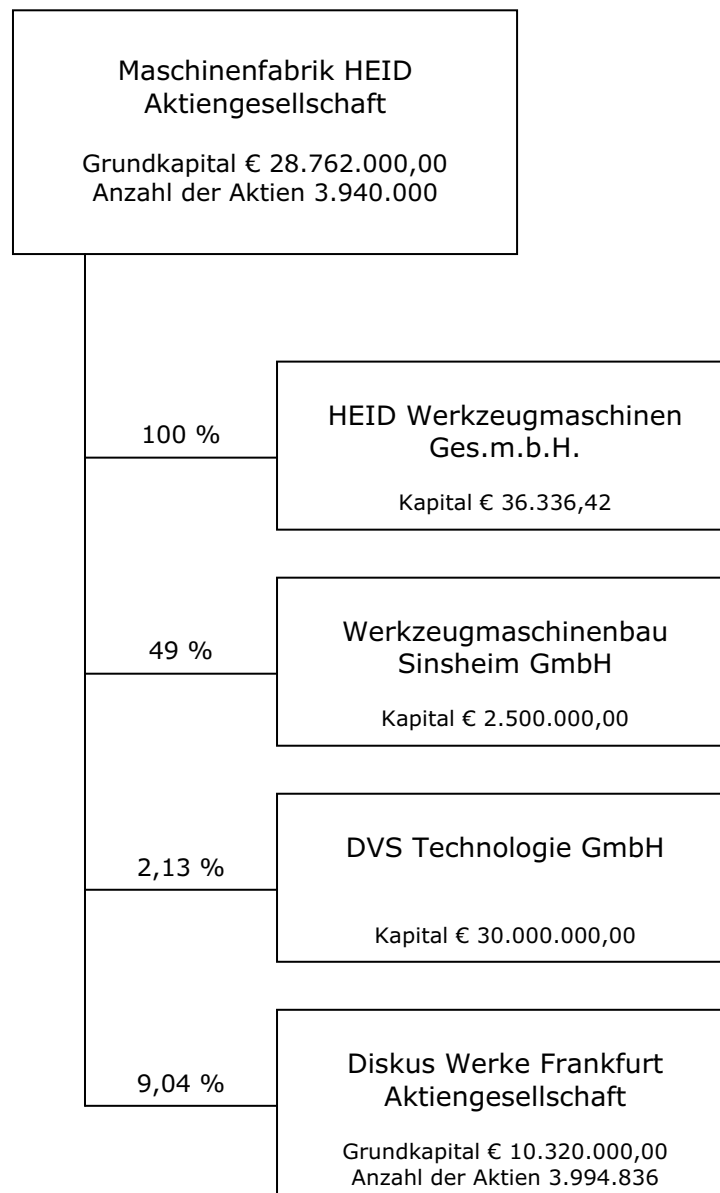 Maschinenfabrik HEID
Aktiengesellschaft
Grundkapital € 28.762.000,00
Anzahl der Aktien 3.940.000
100 %
HEID Werkzeugmaschinen
Ges.m.b.H.
Kapital € 36.336,42
49 %
Werkzeugmaschinenbau
Sinsheim GmbH
Kapital € 2.500.000,00
2,13 %
DVS Technologie GmbH
Kapital € 30.000.000,00
9,04 %
Diskus Werke Frankfurt
Aktiengesellschaft
Grundkapital € 10.320.000,00
Anzahl der Aktien 3.994.836